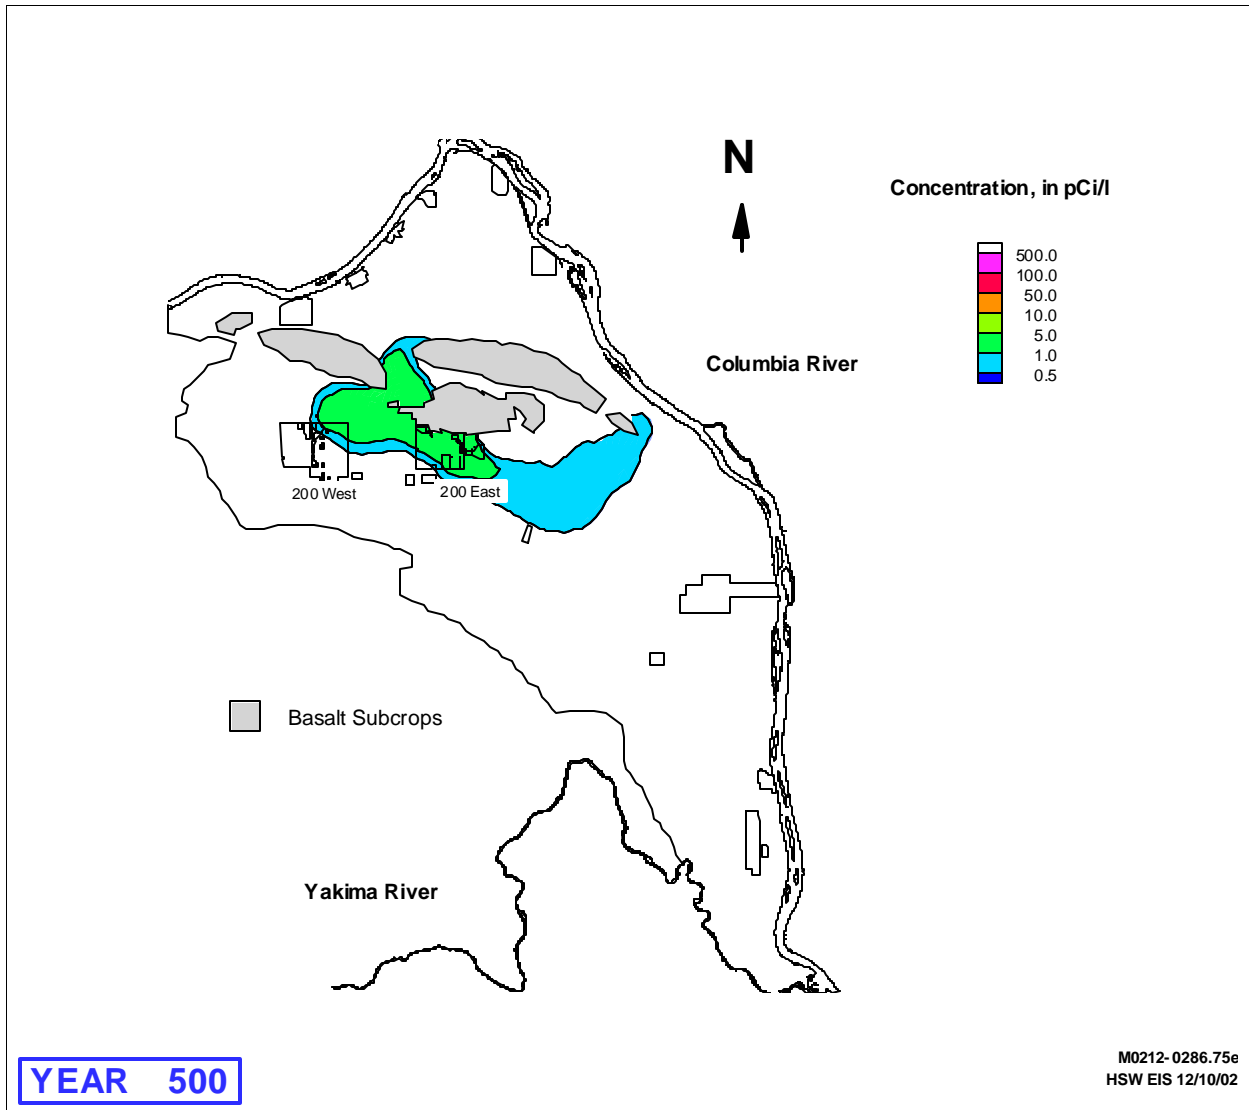 N
Concentration, in pCi/l
500.0
100.0
50.0
10.0
5.0
1.0
0.5
Columbia River
200 West
200 East
Basalt Subcrops
Yakima River
YEAR 500
M0212-0286.75e
HSW EIS 12/10/02